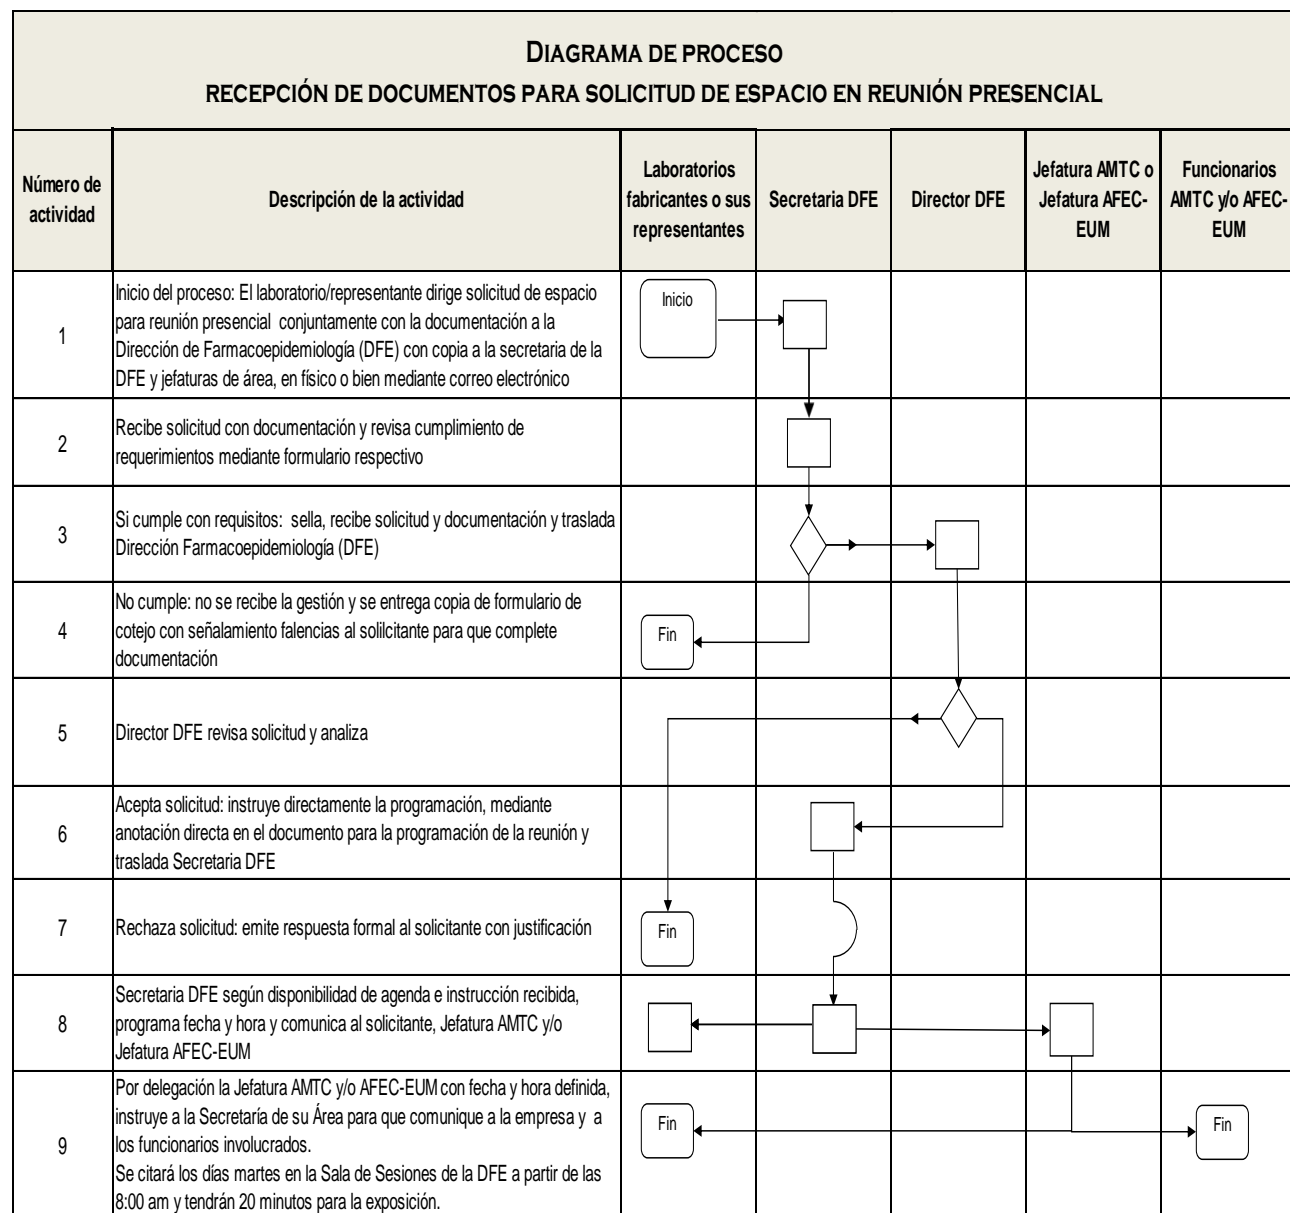 DIAGRAMA DE PROCESO
RECEPCIÓN DE DOCUMENTOS PARA SOLICITUD DE ESPACIO EN REUNIÓN PRESENCIAL
Número de
actividad
Descripción de la actividad
Laboratorios
fabricantes o sus
representantes
Secretaria DFE
Director DFE
Jefatura AMTC o
Jefatura AFEC-
EUM
Funcionarios
AMTC y/o AFEC-
EUM
1
Inicio del proceso: El laboratorio/representante dirige solicitud de espacio
para reunión presencial conjuntamente con la documentación a la
Dirección de Farmacoepidemiología (DFE) con copia a la secretaria de la
DFE y jefaturas de área, en físico o bien mediante correo electrónico
Inicio
2
Recibe solicitud con documentación y revisa cumplimiento de
requerimientos mediante formulario respectivo
3
Si cumple con requisitos: sella, recibe solicitud y documentación y traslada
Dirección Farmacoepidemiología (DFE)
4
No cumple: no se recibe la gestión y se entrega copia de formulario de
cotejo con señalamiento falencias al solilcitante para que complete
documentación
Fin
5
Director DFE revisa solicitud y analiza
6
Acepta solicitud: instruye directamente la programación, mediante
anotación directa en el documento para la programación de la reunión y
traslada Secretaria DFE
7
Rechaza solicitud: emite respuesta formal al solicitante con justificación
Fin
8
Secretaria DFE según disponibilidad de agenda e instrucción recibida,
programa fecha y hora y comunica al solicitante, Jefatura AMTC y/o
Jefatura AFEC-EUM
9
Por delegación la Jefatura AMTC y/o AFEC-EUM con fecha y hora definida,
instruye a la Secretaría de su Área para que comunique a la empresa y a
los funcionarios involucrados.
Se citará los días martes en la Sala de Sesiones de la DFE a partir de las
8:00 am y tendrán 20 minutos para la exposición.
Fin
Fin